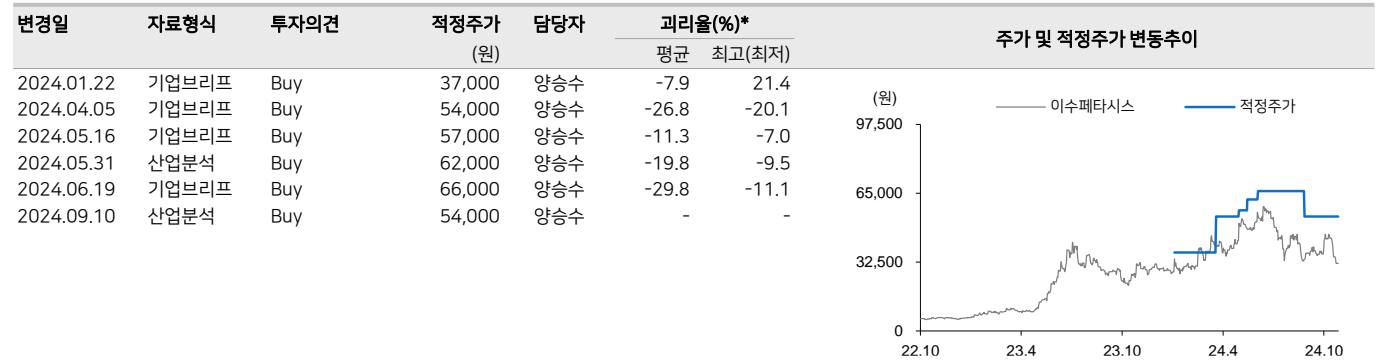 변경일 자료형식 투자의견 적정주가 담당자 괴리율(%)* 주가 및 적정주가 변동추이
(원) 평균 최고(최저)
2024.01.22 기업브리프 Buy 37,000 양승수 -7.9 21.4
2024.04.05 기업브리프 Buy 54,000 양승수 -26.8 -20.1
2024.05.16 기업브리프 Buy 57,000 양승수 -11.3 -7.0
2024.05.31 산업분석 Buy 62,000 양승수 -19.8 -9.5
2024.06.19 기업브리프 Buy 66,000 양승수 -29.8 -11.1
2024.09.10 산업분석 Buy 54,000 양승수 - -
(원) 이수페타시스 적정주가
97,500
65,000
32,500
0
22.10 23.4 23.10 24.4 24.10